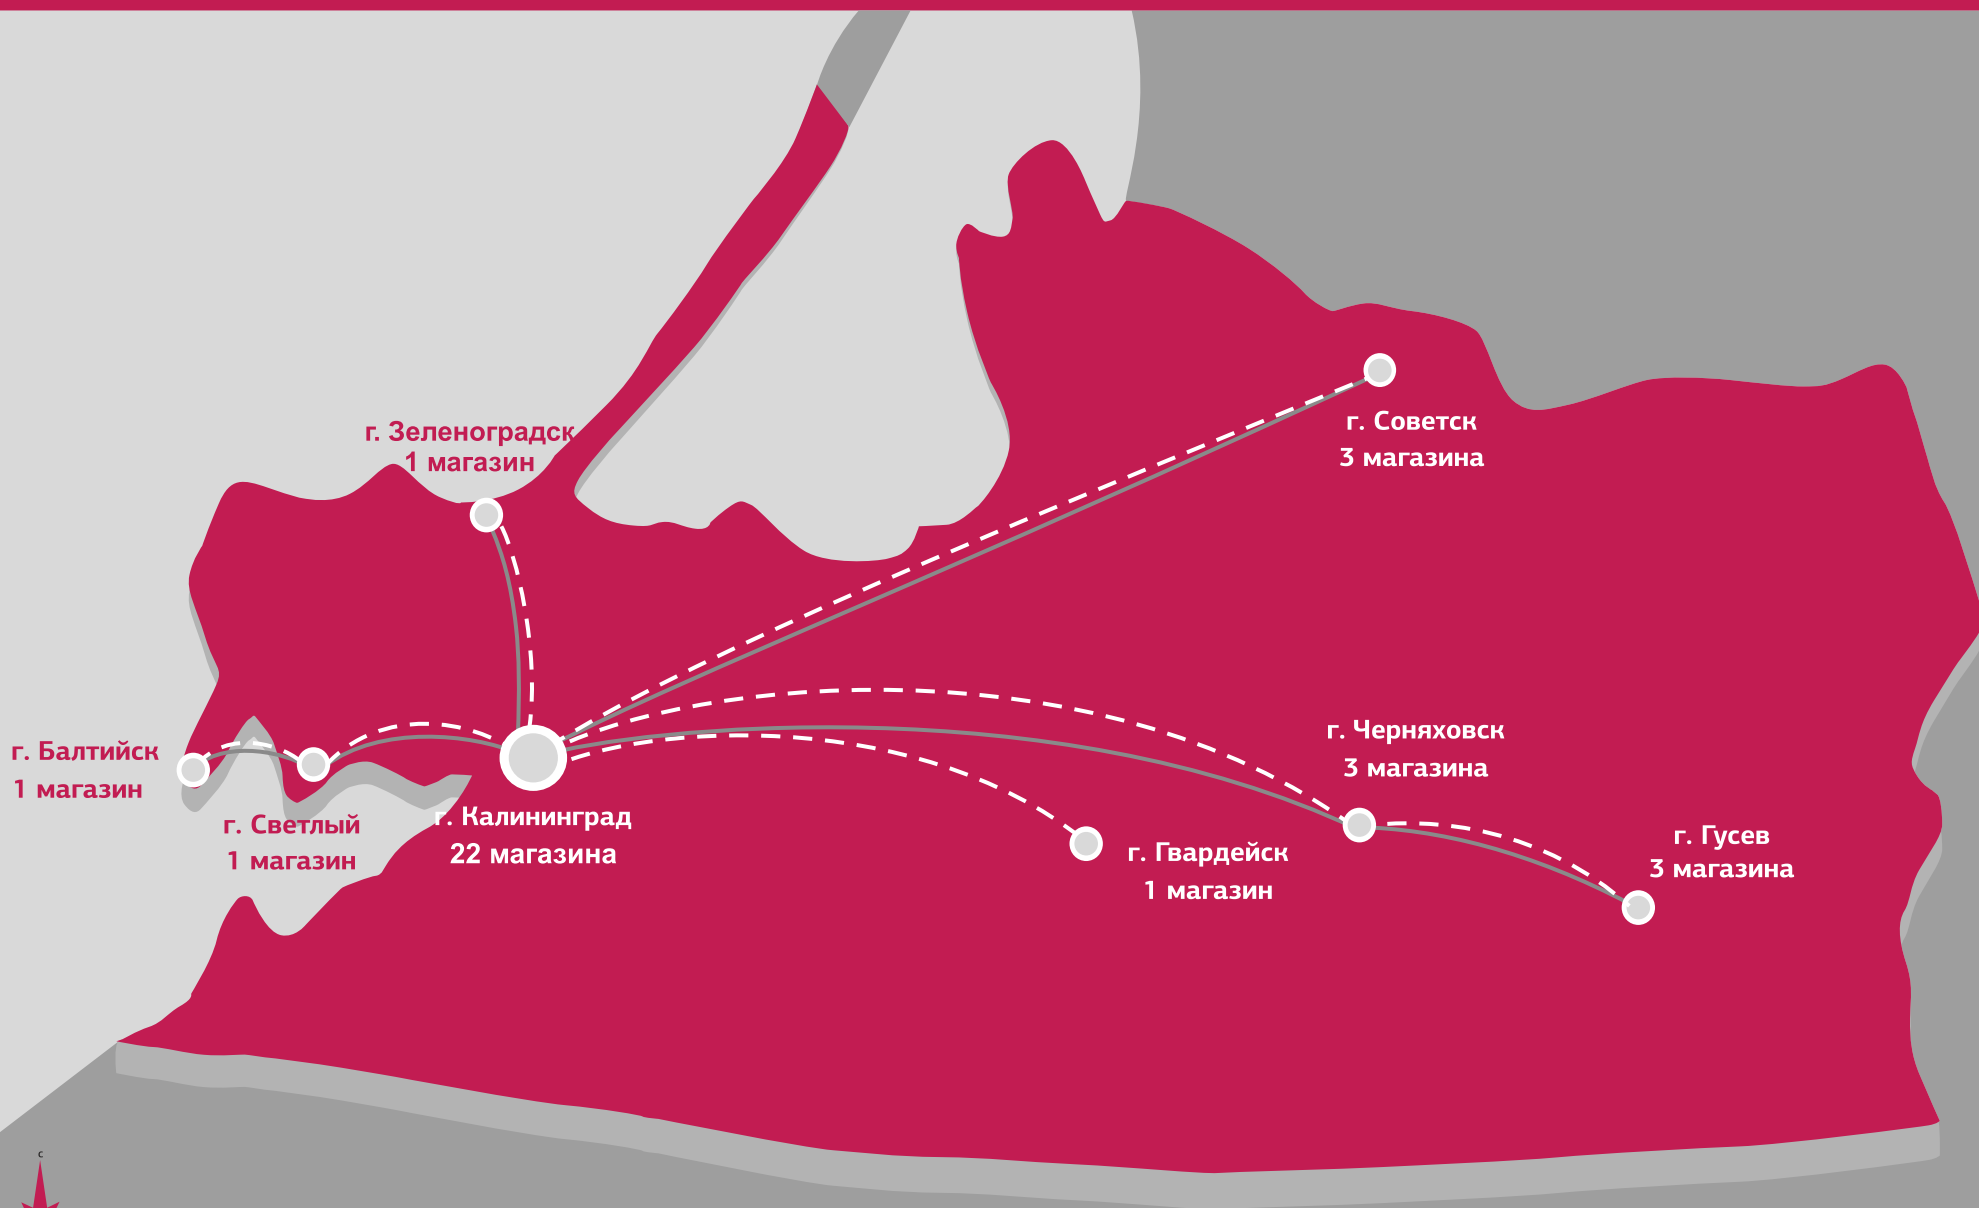 г. Зеленоградск
1 магазин
г. Советск
3 магазина
г. Балтийск
1 магазин
г. Светлый
1 магазин
г. Калининград
22 магазина
г. Черняховск
3 магазина
г. Гвардейск
1 магазин
г. Гусев
3 магазина
с